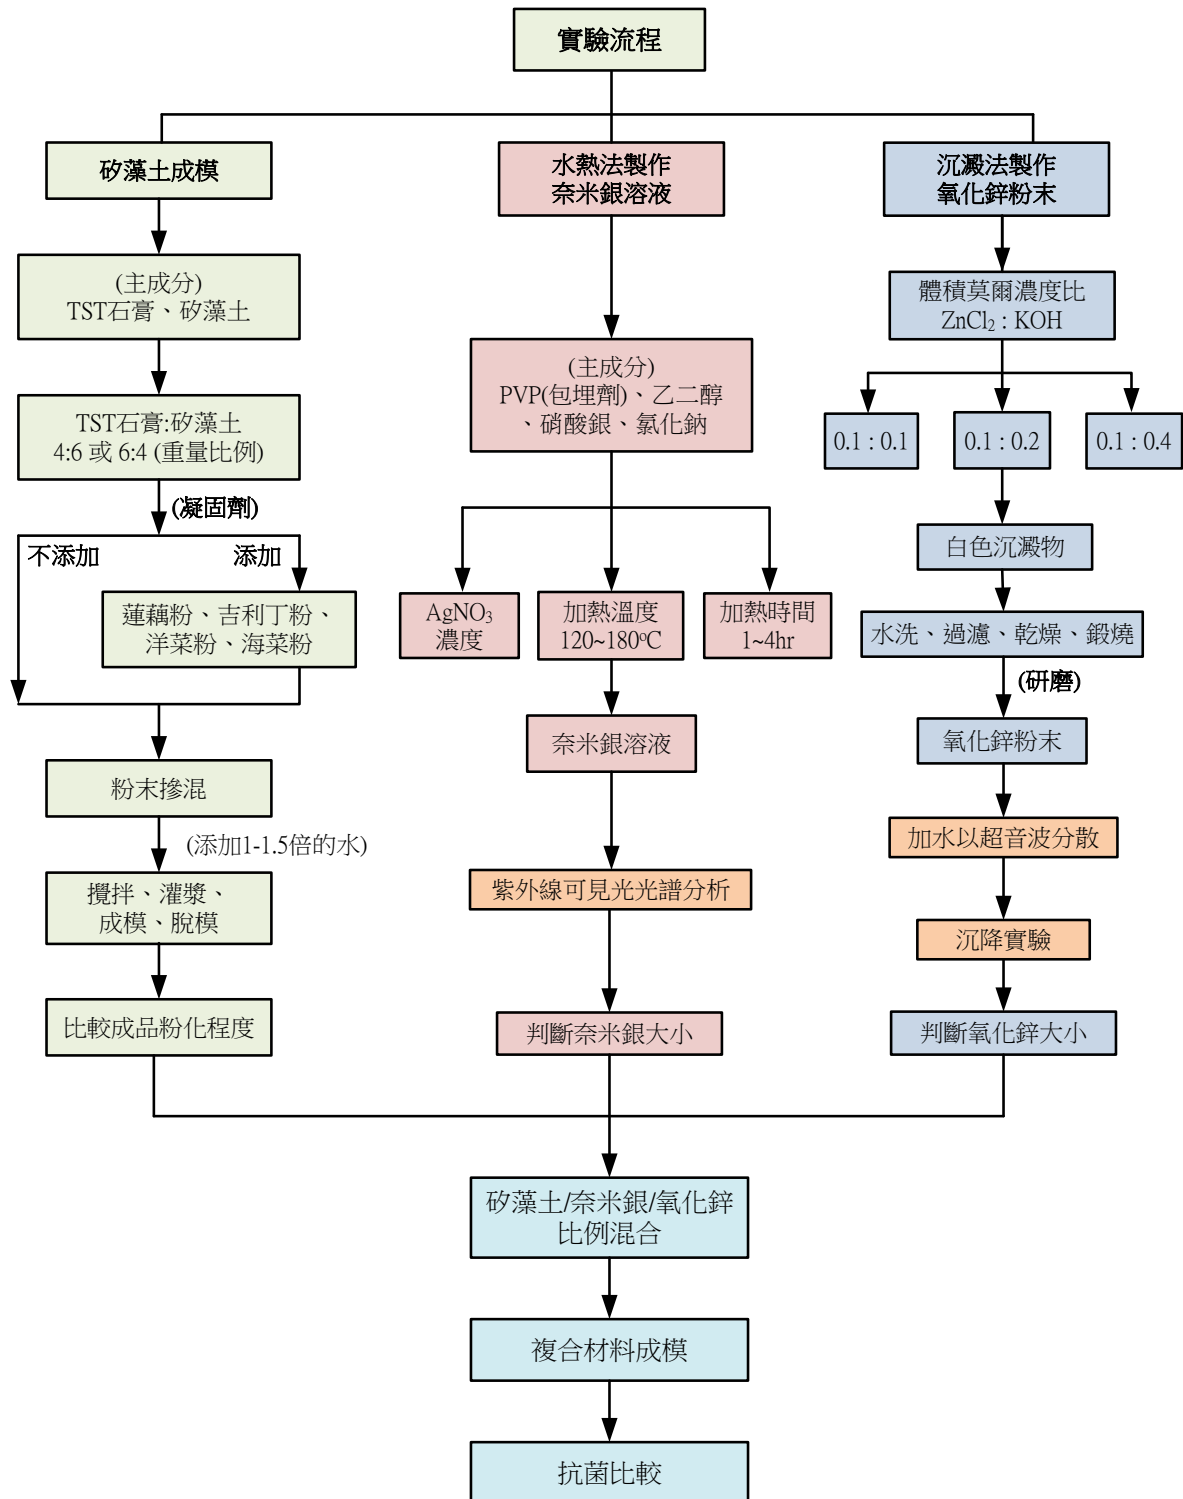 實驗流程
矽藻土成模
(主成分)
TST石膏、矽藻土
TST石膏:矽藻土
4:6 或 6:4 (重量比例)
(凝固劑)
不添加
添加
蓮藕粉、吉利丁粉、
洋菜粉、海菜粉
粉末摻混
(添加1-1.5倍的水)
攪拌、灌漿、
成模、脫模
比較成品粉化程度
水熱法製作
奈米銀溶液
(主成分)
PVP(包埋劑)、乙二醇
、硝酸銀、氯化鈉
AgNO₃
濃度
加熱溫度
120~180°C
加熱時間
1~4hr
奈米銀溶液
紫外線可見光光譜分析
判斷奈米銀大小
沉澱法製作
氧化鋅粉末
體積莫爾濃度比
ZnCl₂ : KOH
0.1 : 0.1
0.1 : 0.2
0.1 : 0.4
白色沉澱物
水洗、過濾、乾燥、鍛燒
(研磨)
氧化鋅粉末
加水以超音波分散
沉降實驗
判斷氧化鋅大小
矽藻土/奈米銀/氧化鋅
比例混合
複合材料成模
抗菌比較